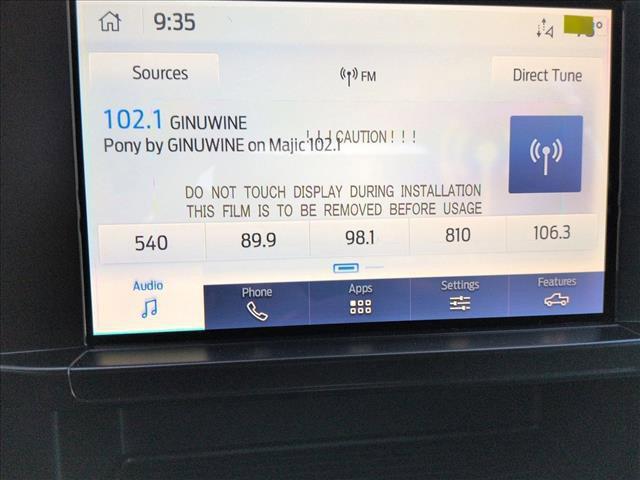 9:35
Sources
FM
Direct Tune
102.1 GINUWINE
Pony by GINUWINE on Majic 102.1
!!!CAUTION!!!
DO NOT TOUCH DISPLAY DURING INSTALLATION
THIS FILM IS TO BE REMOVED BEFORE USAGE
540 89.9 98.1 810 106.3
Audio Phone Apps Settings Features